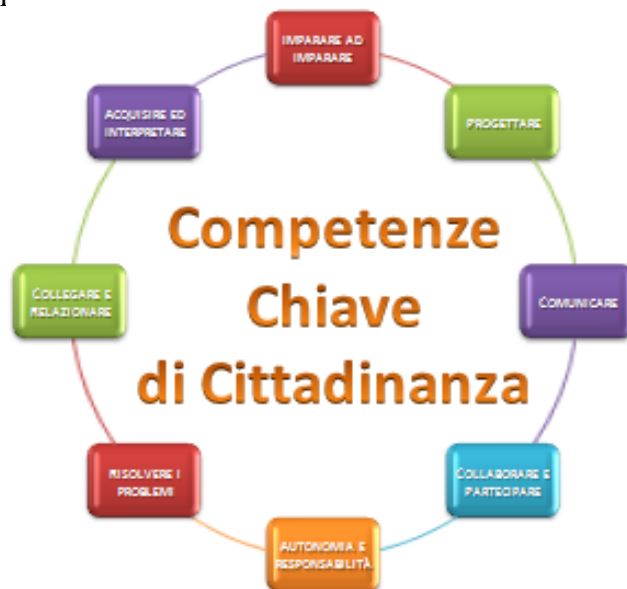 IMPARARE AD
IMPARARE
ACQUISIRE ED
INTERPRETARE
PROGETTARE
Competenze
Chiave
di Cittadinanza
COLLEGARE E
RELAZIONARE
COMUNICARE
RISOLVERE I
PROBLEMI
COLLABORARE E
PARTECIPARE
AUTONOMIA E
RESPONSABILITÀ